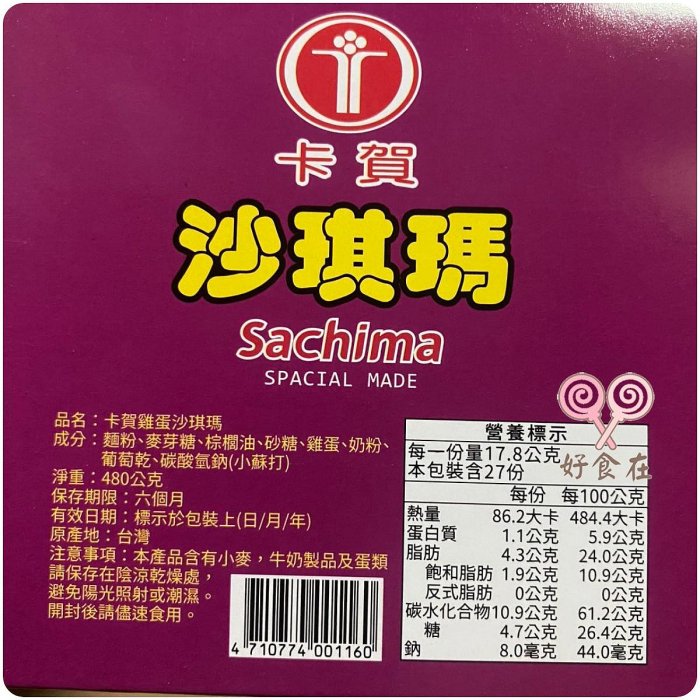 卡賀
沙琪瑪
Sachima
SPACIAL MADE
品名：卡賀雞蛋沙琪瑪
成分：麵粉、麥芽糖、棕櫚油、砂糖、雞蛋、奶粉、
葡萄乾、碳酸氫鈉(小蘇打)
淨重：480公克
保存期限：六個月
有效日期：標示於包裝上(日/月/年)
原產地：台灣
注意事項：本產品含有小麥，牛奶製品及蛋類
請保存在陰涼乾燥處，
避免陽光照射或潮濕。
開封後請儘速食用。
4 710774 001160
營養標示
每一份量17.8公克
本包裝含27份
每份 每100公克
熱量 86.2大卡 484.4大卡
蛋白質 1.1公克 5.9公克
脂肪 4.3公克 24.0公克
飽和脂肪 1.9公克 10.9公克
反式脂肪 0公克 0公克
碳水化合物 10.9公克 61.2公克
糖 4.7公克 26.4公克
鈉 8.0毫克 44.0毫克
好食在